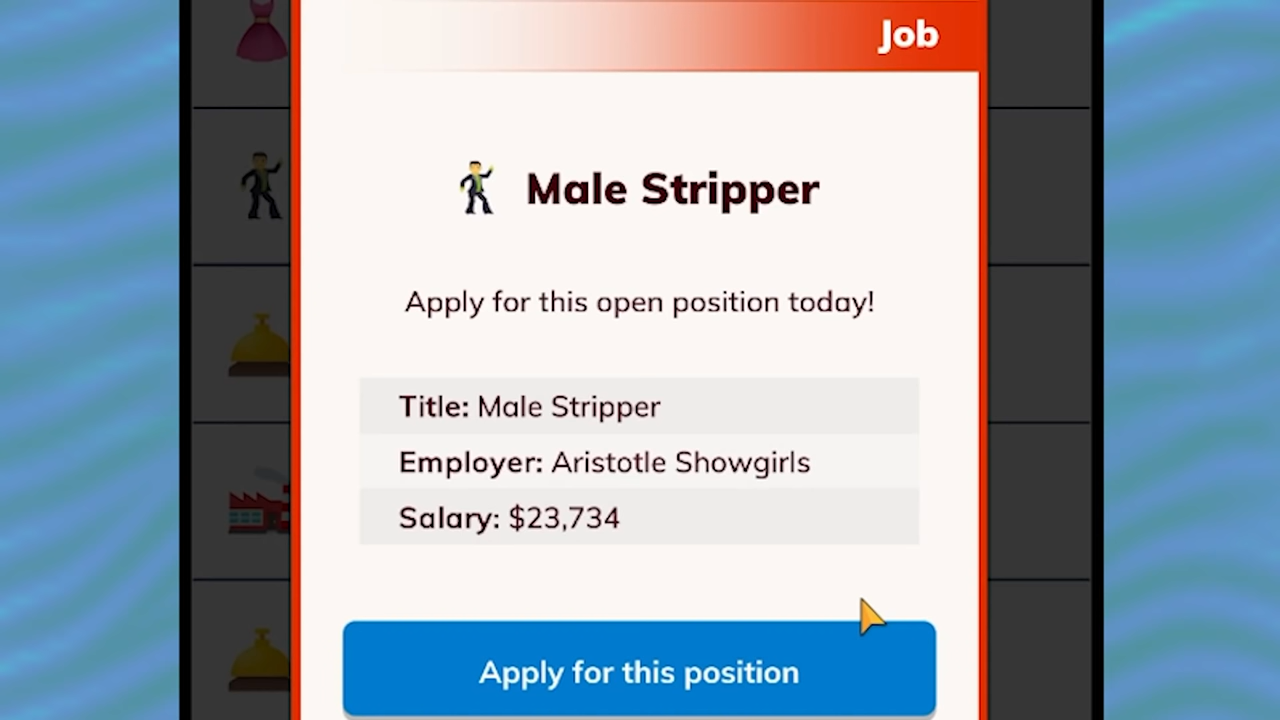 Job
Male Stripper
Apply for this open position today!
Title: Male Stripper
Employer: Aristotle Showgirls
Salary: $23,734
Apply for this position